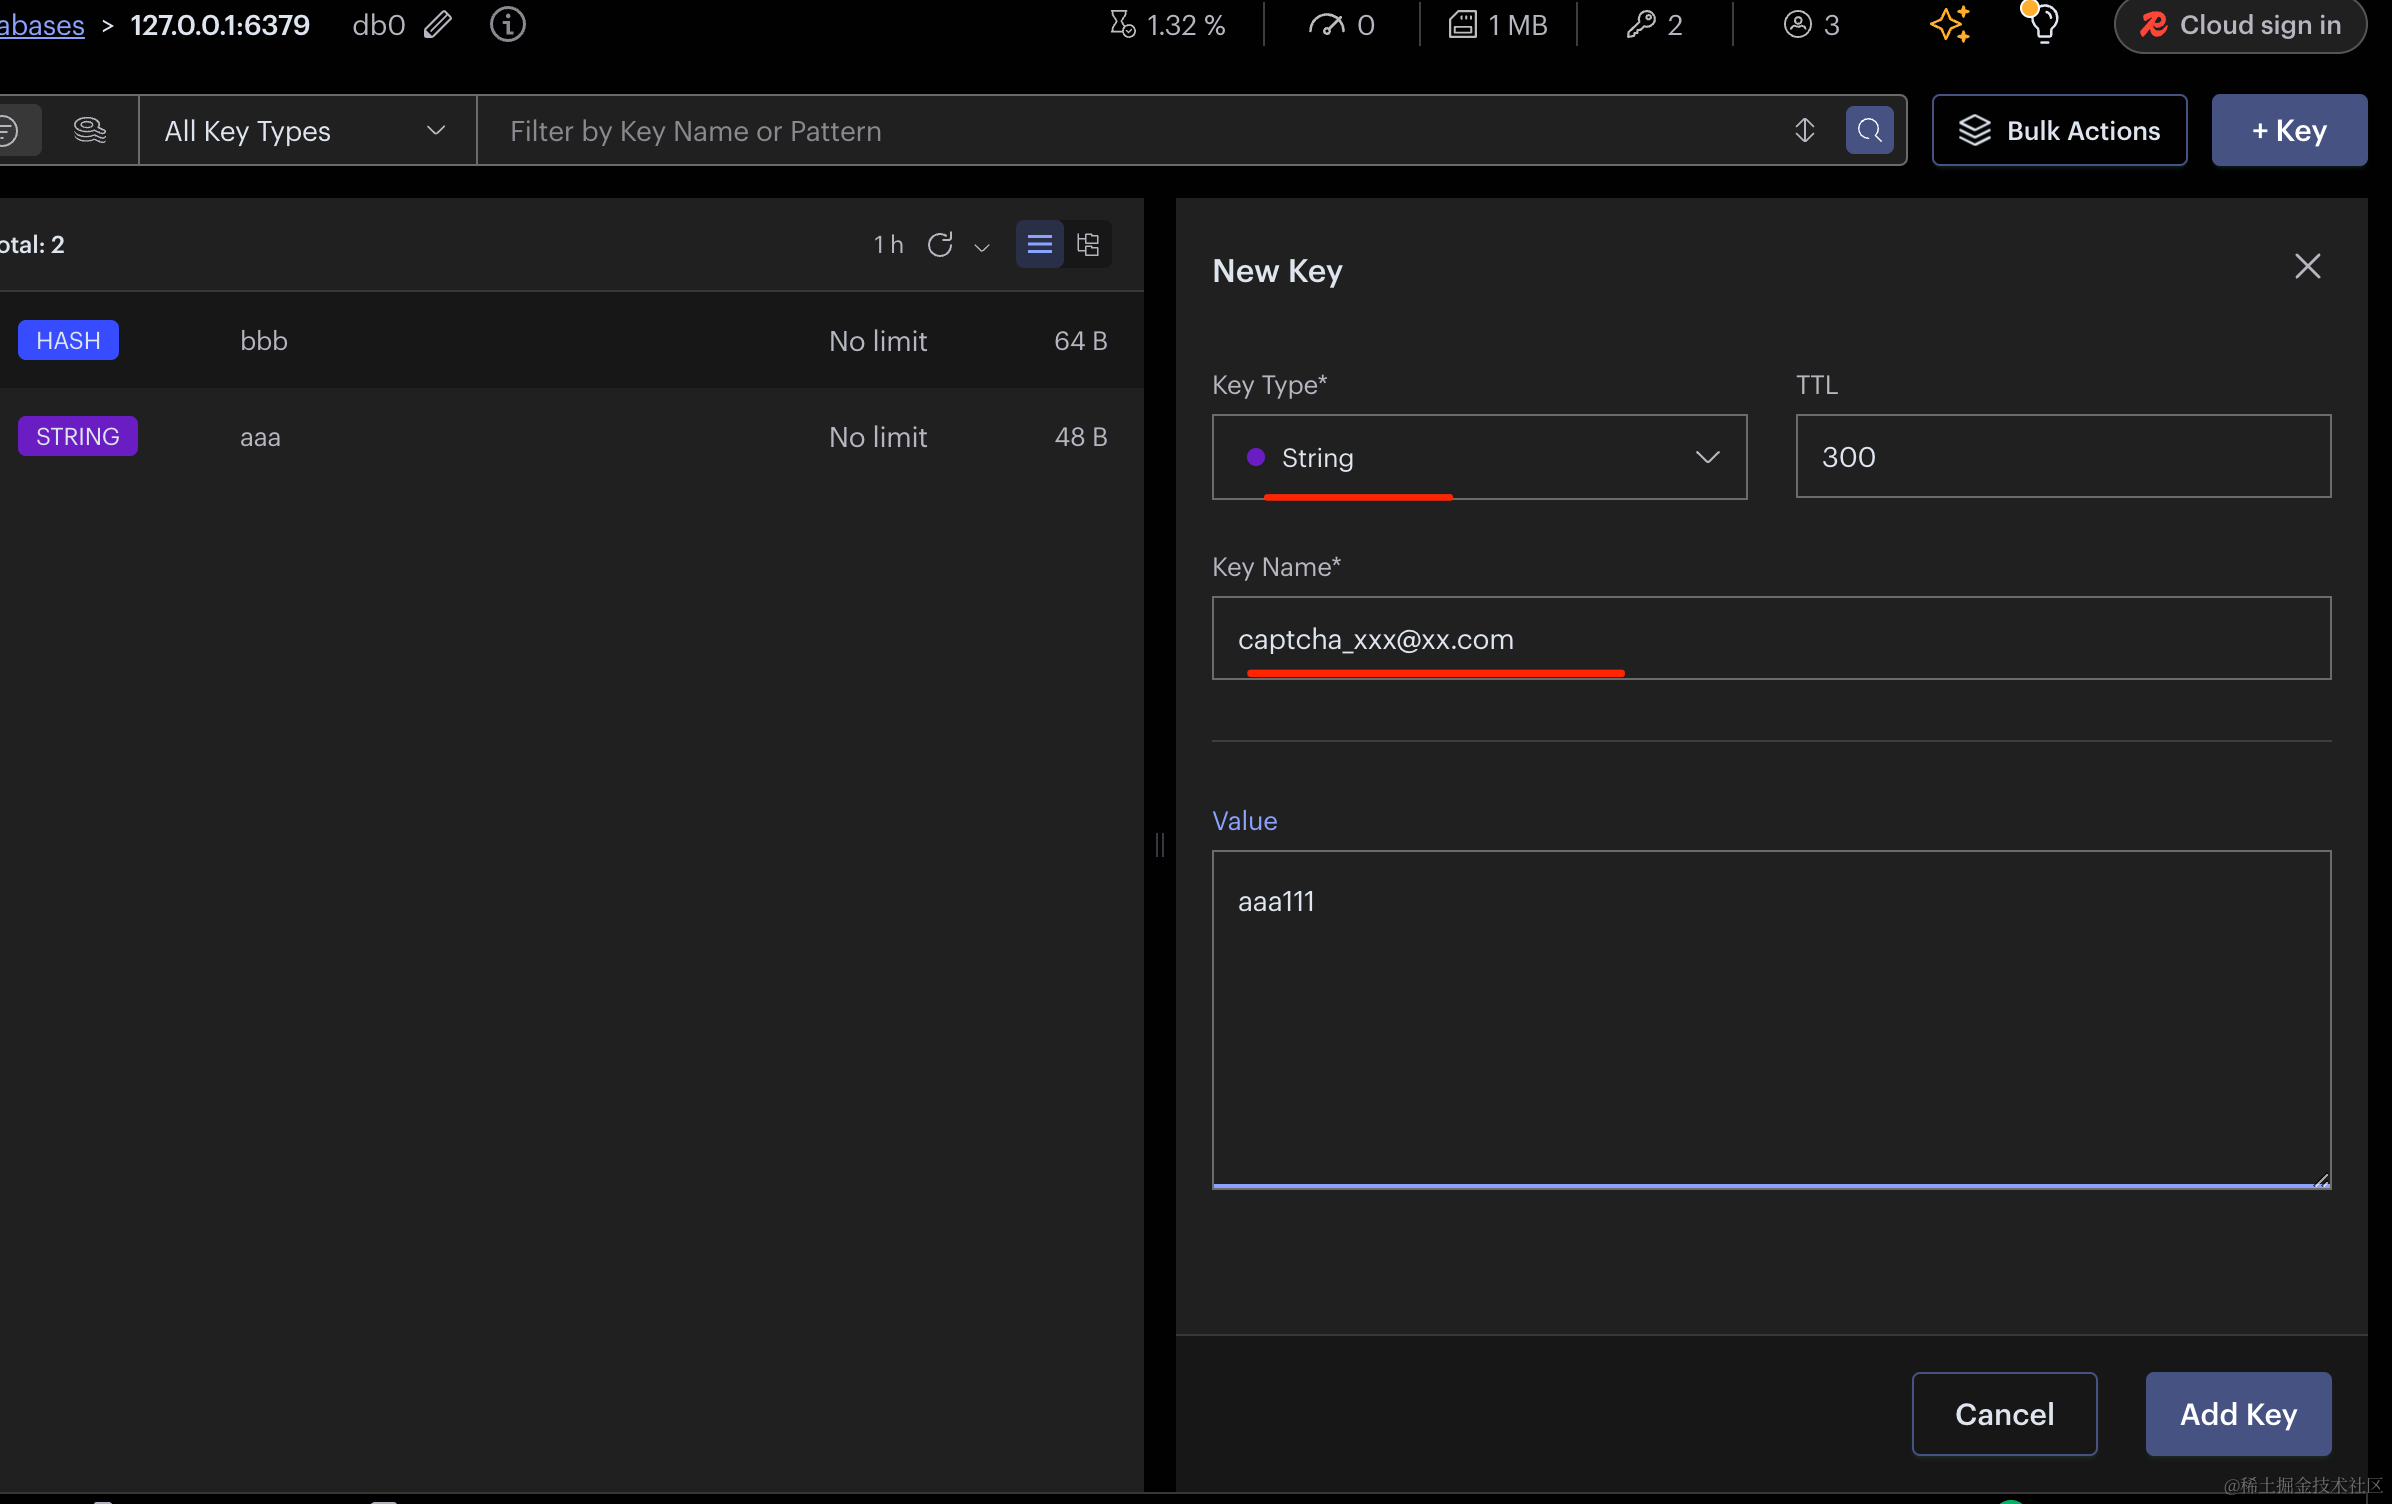 abases > 127.0.0.1:6379 db0 1.32 % 0 1 MB 2 3 Cloud sign in
All Key Types Filter by Key Name or Pattern Bulk Actions + Key
otal: 2 1 h
New Key
HASH bbb No limit 64 B
STRING aaa No limit 48 B
Key Type* TTL
String 300
Key Name*
captcha_xxx@xx.com
Value
aaa111
Cancel Add Key
@稀土掘金技术社区